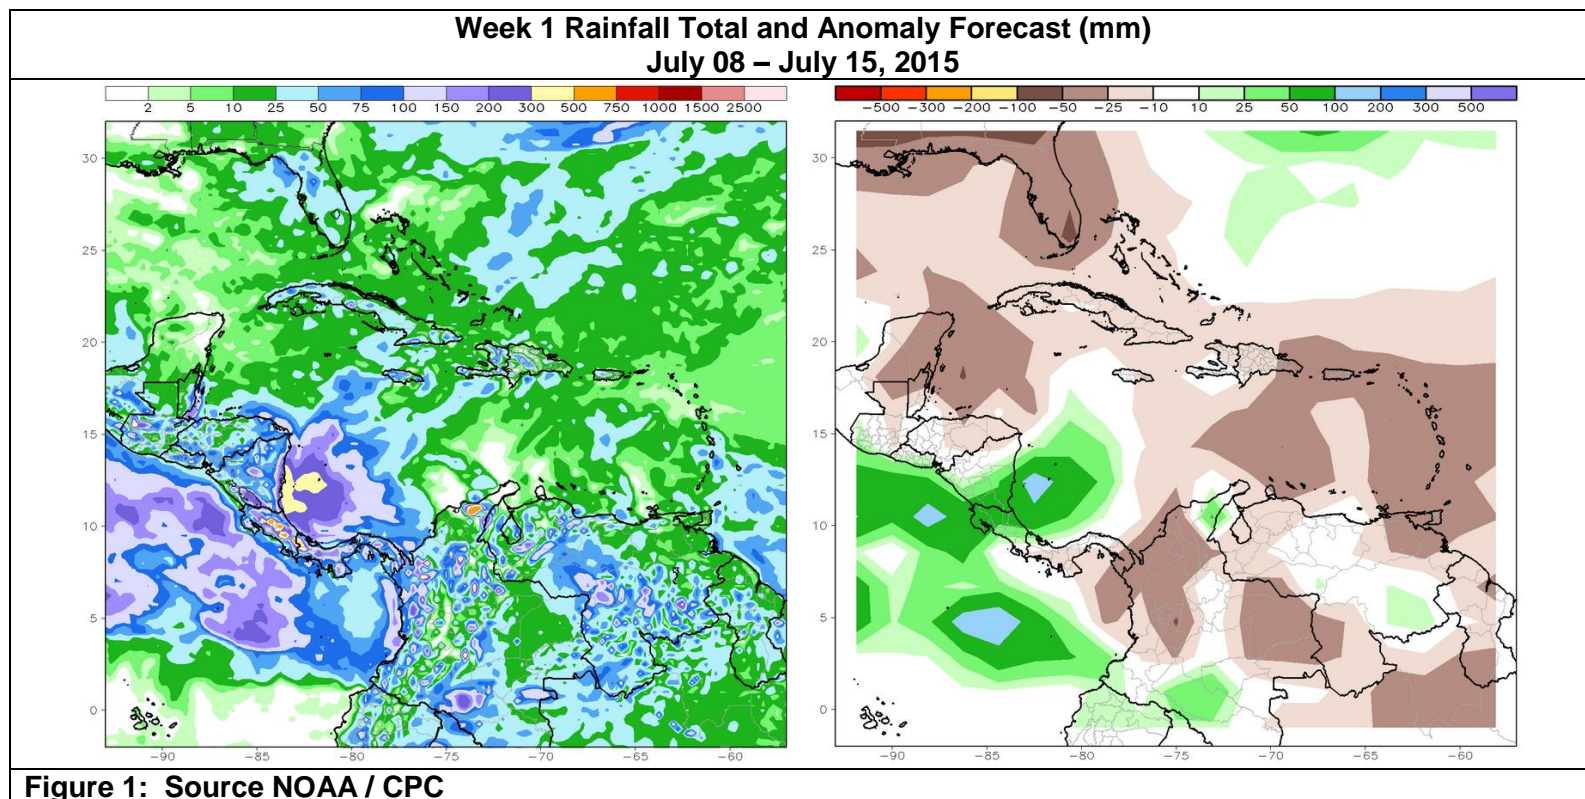 Week 1 Rainfall Total and Anomaly Forecast (mm)
July 08 – July 15, 2015
2 5 10 25 50 75 100 150 200 300 500 750 1000 1500 2500
30
25
20
15
10
5
0
−90 −85 −80 −75 −70 −65 −60
−500 −300 −200 −100 −50 −25 −10 10 25 50 100 200 300 500
30
25
20
15
10
5
0
−90 −85 −80 −75 −70 −65 −60
Figure 1: Source NOAA / CPC